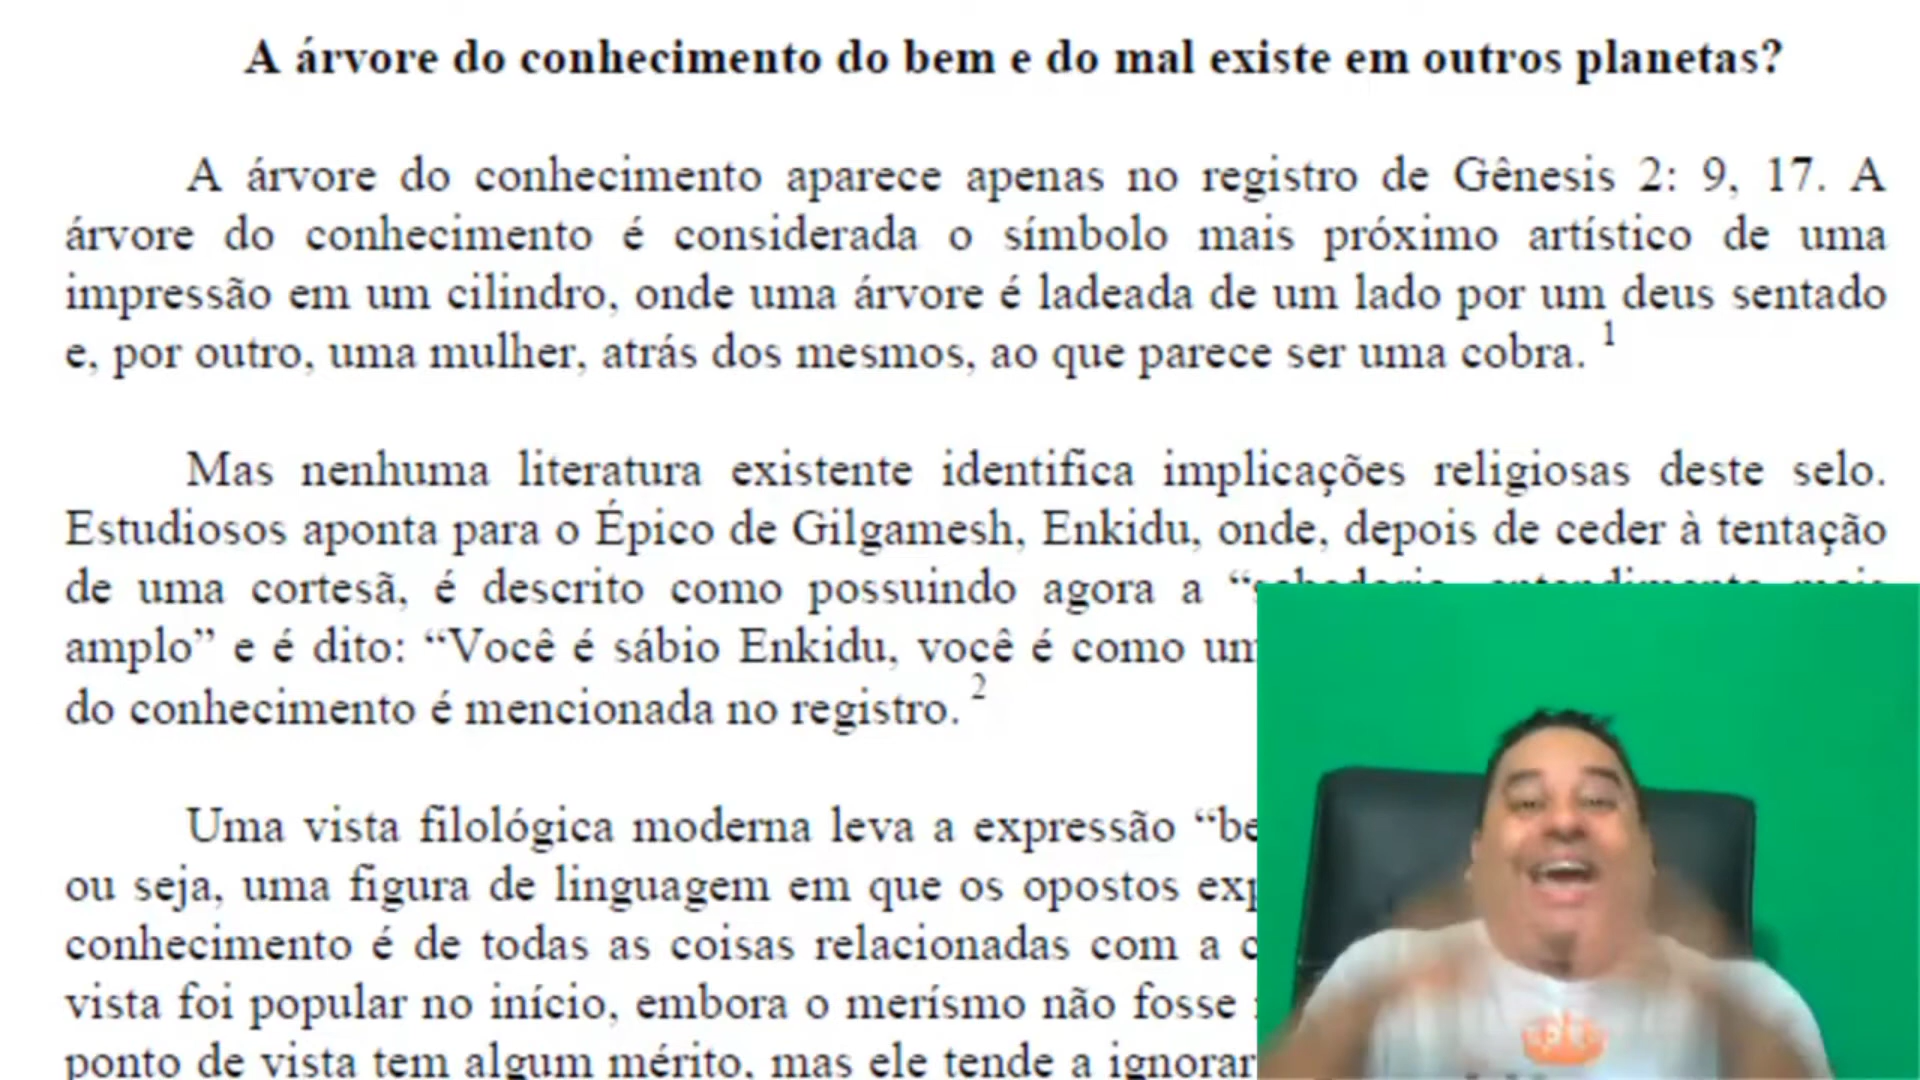 A árvore do conhecimento do bem e do mal existe em outros planetas?
A árvore do conhecimento aparece apenas no registro de Gênesis 2: 9, 17. A
árvore do conhecimento é considerada o símbolo mais próximo artístico de uma
impressão em um cilindro, onde uma árvore é ladeada de um lado por um deus sentado
e, por outro, uma mulher, atrás dos mesmos, ao que parece ser uma cobra. 1
Mas nenhuma literatura existente identifica implicações religiosas deste selo.
Estudiosos aponta para o Épico de Gilgamesh, Enkidu, onde, depois de ceder à tentação
de uma cortesã, é descrito como possuindo agora a
amplo” e é dito: “Você é sábio Enkidu, você é como
do conhecimento é mencionada no registro. 2
Uma vista filológica moderna leva a expressão
ou seja, uma figura de linguagem em que os opostos
conhecimento é de todas as coisas relacionadas com a
vista foi popular no início, embora o merísmo não fosse
ponto de vista tem algum mérito, mas ele tende a ignorar